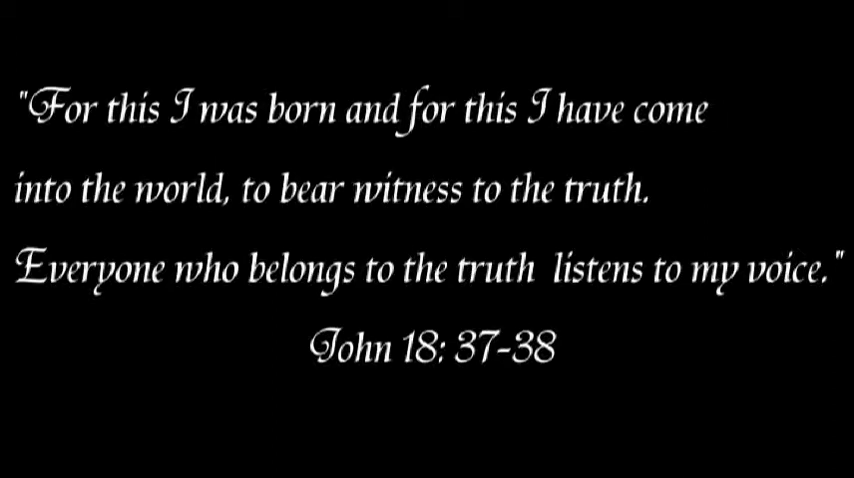 "For this I was born and for this I have come
into the world, to bear witness to the truth.
Everyone who belongs to the truth listens to my voice."
John 18: 37-38